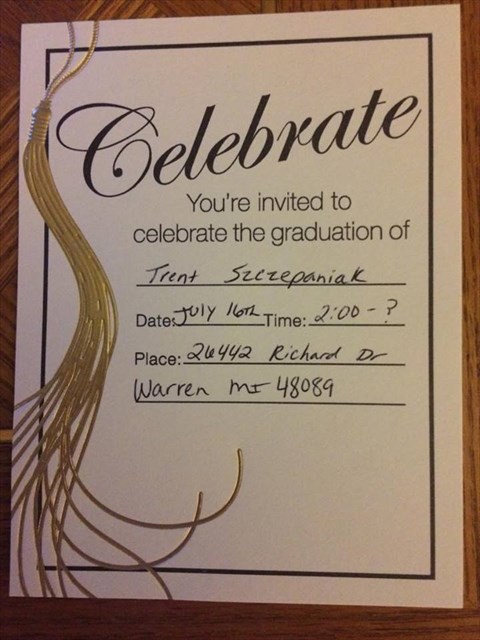 Celebrate
You're invited to
celebrate the graduation of
Trent Szczepaniak
Date: July 16th Time: 2:00 - ?
Place: 26442 Richard Dr
Warren MI 48089